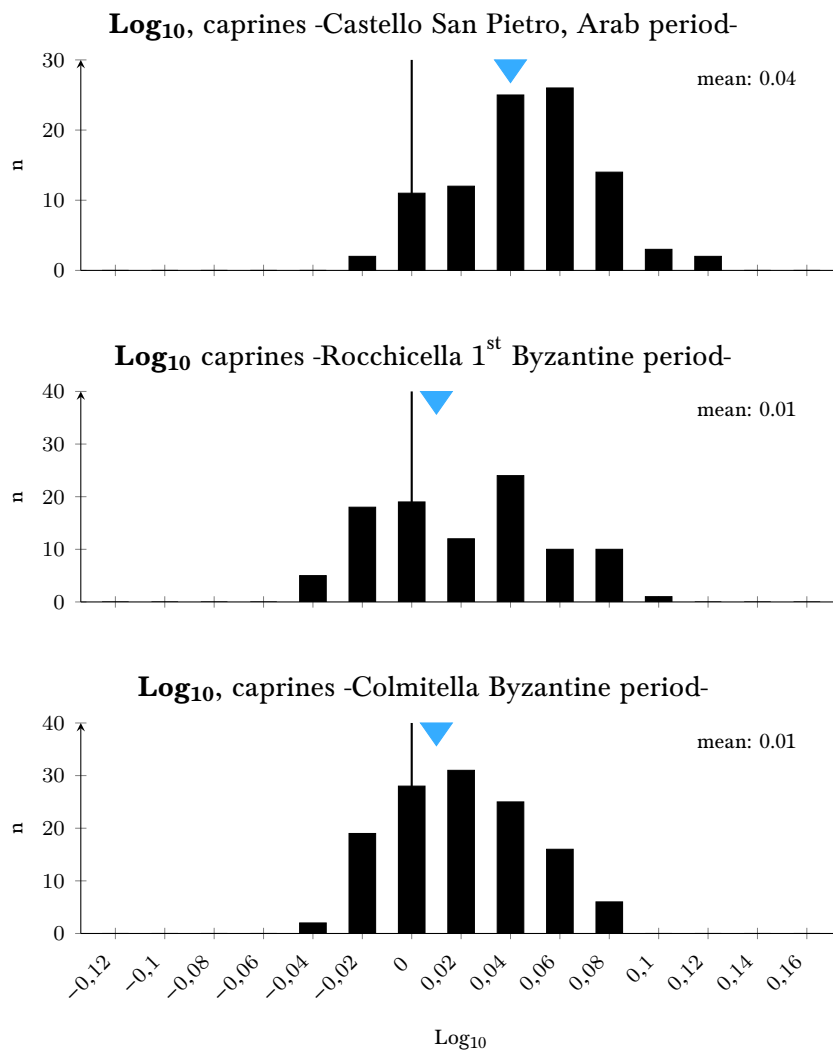 Log10, caprines -Castello San Pietro, Arab period-
30
mean: 0.04
20
n
10
0
Log10 caprines -Rocchicella 1st Byzantine period-
40
mean: 0.01
30
n
20
10
0
Log10, caprines -Colmitella Byzantine period-
40
mean: 0.01
30
n
20
10
0
−0,12 −0,1 −0,08 −0,06 −0,04 −0,02 0 0,02 0,04 0,06 0,08 0,1 0,12 0,14 0,16
Log10